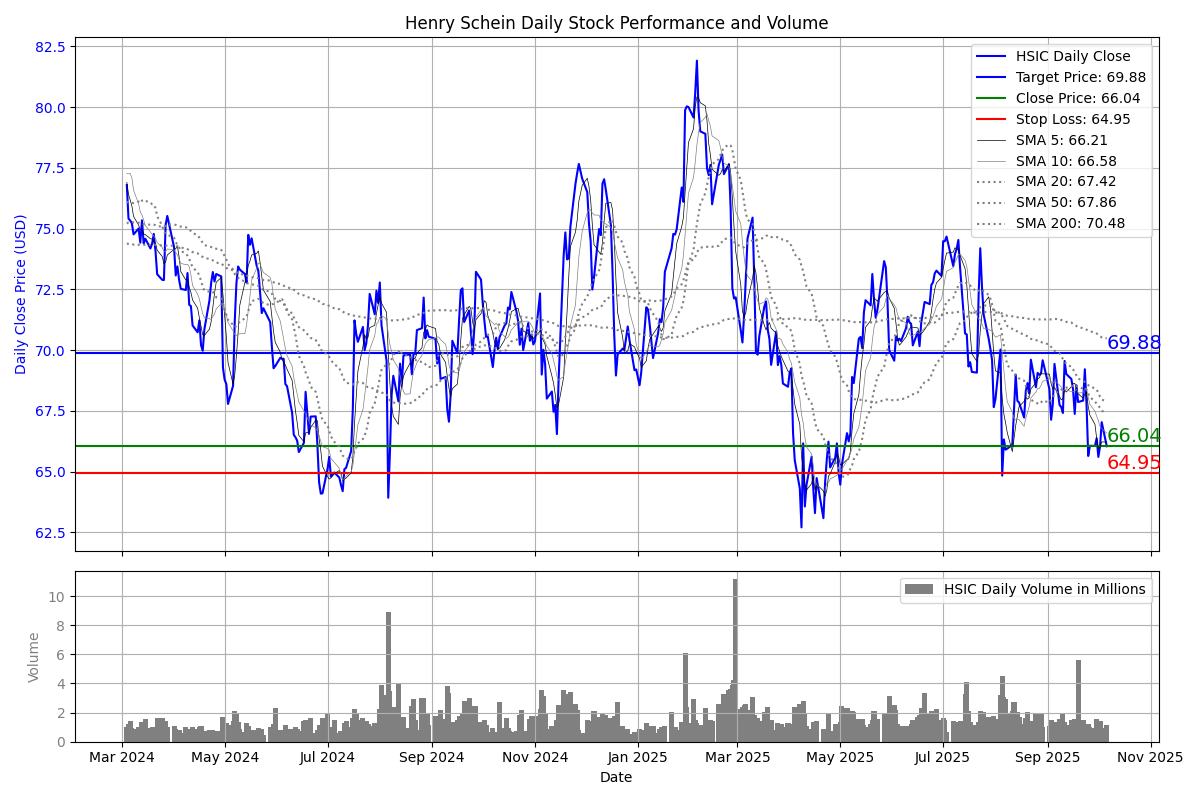 Henry Schein Daily Stock Performance and Volume
Daily Close Price (USD)
82.5
80.0
77.5
75.0
72.5
70.0
67.5
65.0
62.5
HSIC Daily Close
Target Price: 69.88
Close Price: 66.04
Stop Loss: 64.95
SMA 5: 66.21
SMA 10: 66.58
SMA 20: 67.42
SMA 50: 67.86
SMA 200: 70.48
69.88
66.04
64.95
Volume
10
8
6
4
2
0
HSIC Daily Volume in Millions
Mar 2024 May 2024 Jul 2024 Sep 2024 Nov 2024 Jan 2025 Mar 2025 May 2025 Jul 2025 Sep 2025 Nov 2025
Date